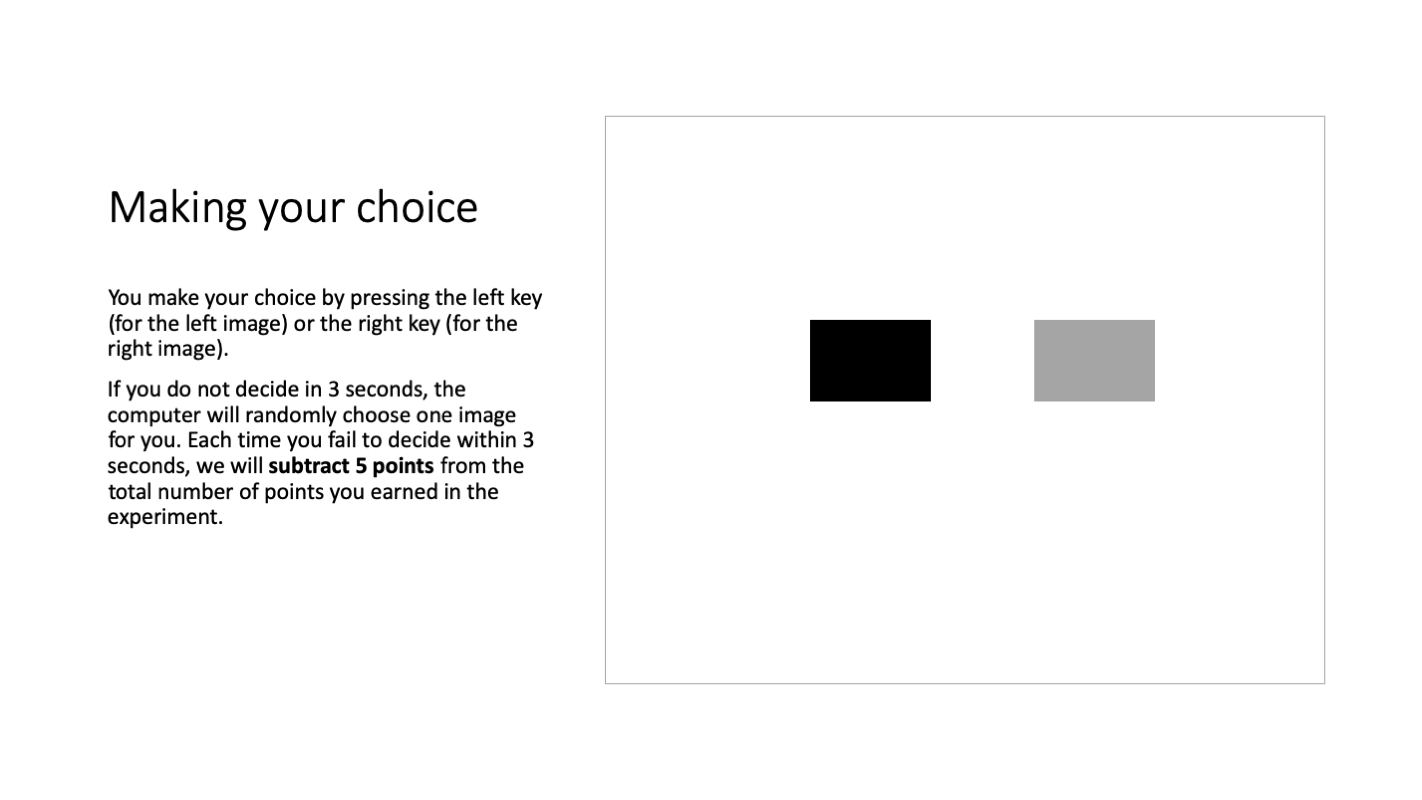 Making your choice
You make your choice by pressing the left key
(for the left image) or the right key (for the
right image).
If you do not decide in 3 seconds, the
computer will randomly choose one image
for you. Each time you fail to decide within 3
seconds, we will subtract 5 points from the
total number of points you earned in the
experiment.